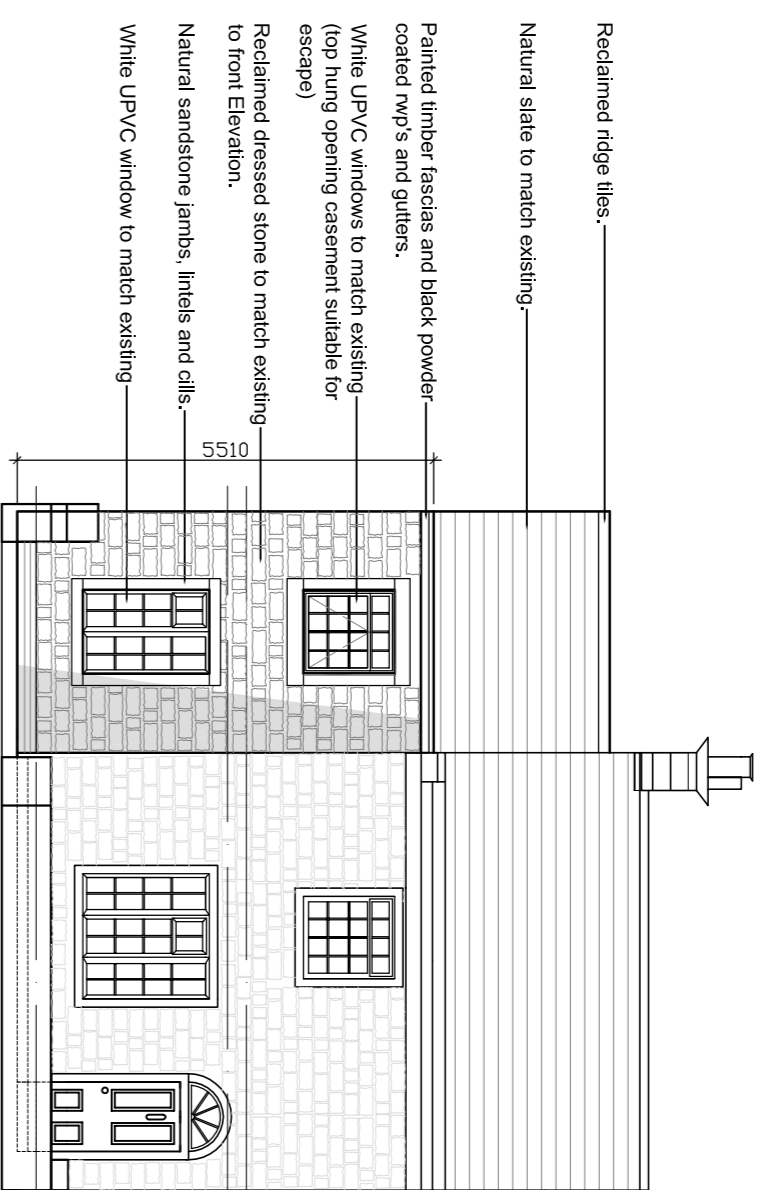 Reclaimed ridge tiles.
Natural slate to match existing.
Painted timber fascias and black powder
coated rwp's and gutters.
White UPVC windows to match existing
(top hung opening casement suitable for
escape)
Reclaimed dressed stone to match existing
to front Elevation.
Natural sandstone jambs, lintels and cills.
White UPVC window to match existing
5510